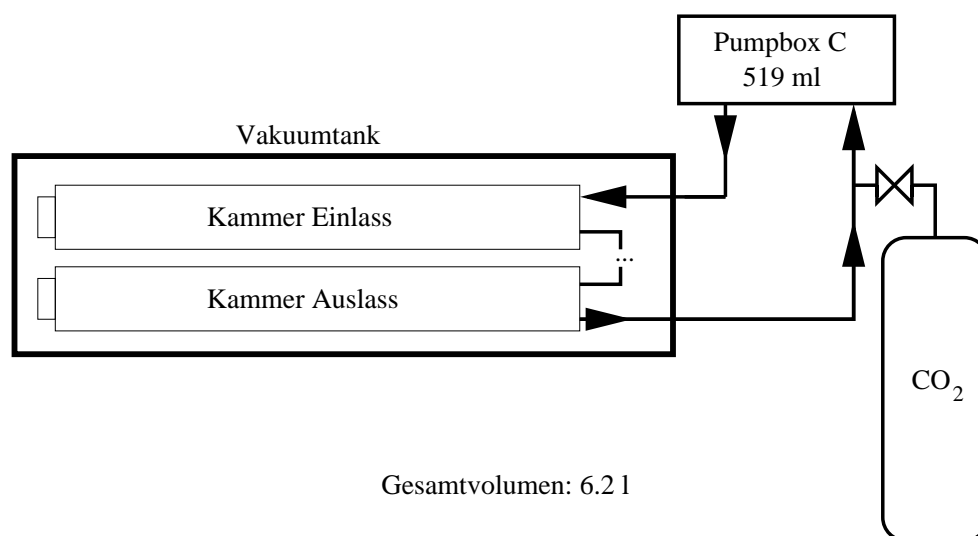 Pumpbox C
519 ml
Vakuumtank
Kammer Einlass
...
Kammer Auslass
CO2
Gesamtvolumen: 6.2 l